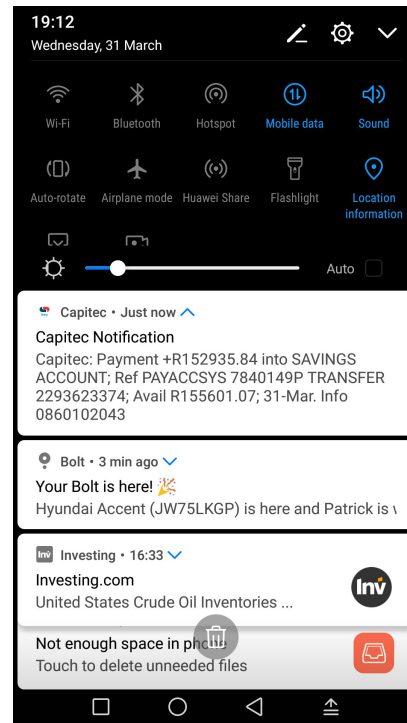 19:12
Wednesday, 31 March
Wi-Fi Bluetooth Hotspot Mobile data Sound
Auto-rotate Airplane mode Huawei Share Flashlight Location
information
Auto
Capitec • Just now
Capitec Notification
Capitec: Payment +R152935.84 into SAVINGS
ACCOUNT; Ref PAYACCSYS 7840149P TRANSFER
2293623374; Avail R155601.07; 31-Mar. Info
0860102043
Bolt • 3 min ago
Your Bolt is here! 🎉
Hyundai Accent (JW75LKGP) is here and Patrick is
Inv Investing • 16:33
Investing.com
United States Crude Oil Inventories ...
Inv
Not enough space in phone
Touch to delete unneeded files